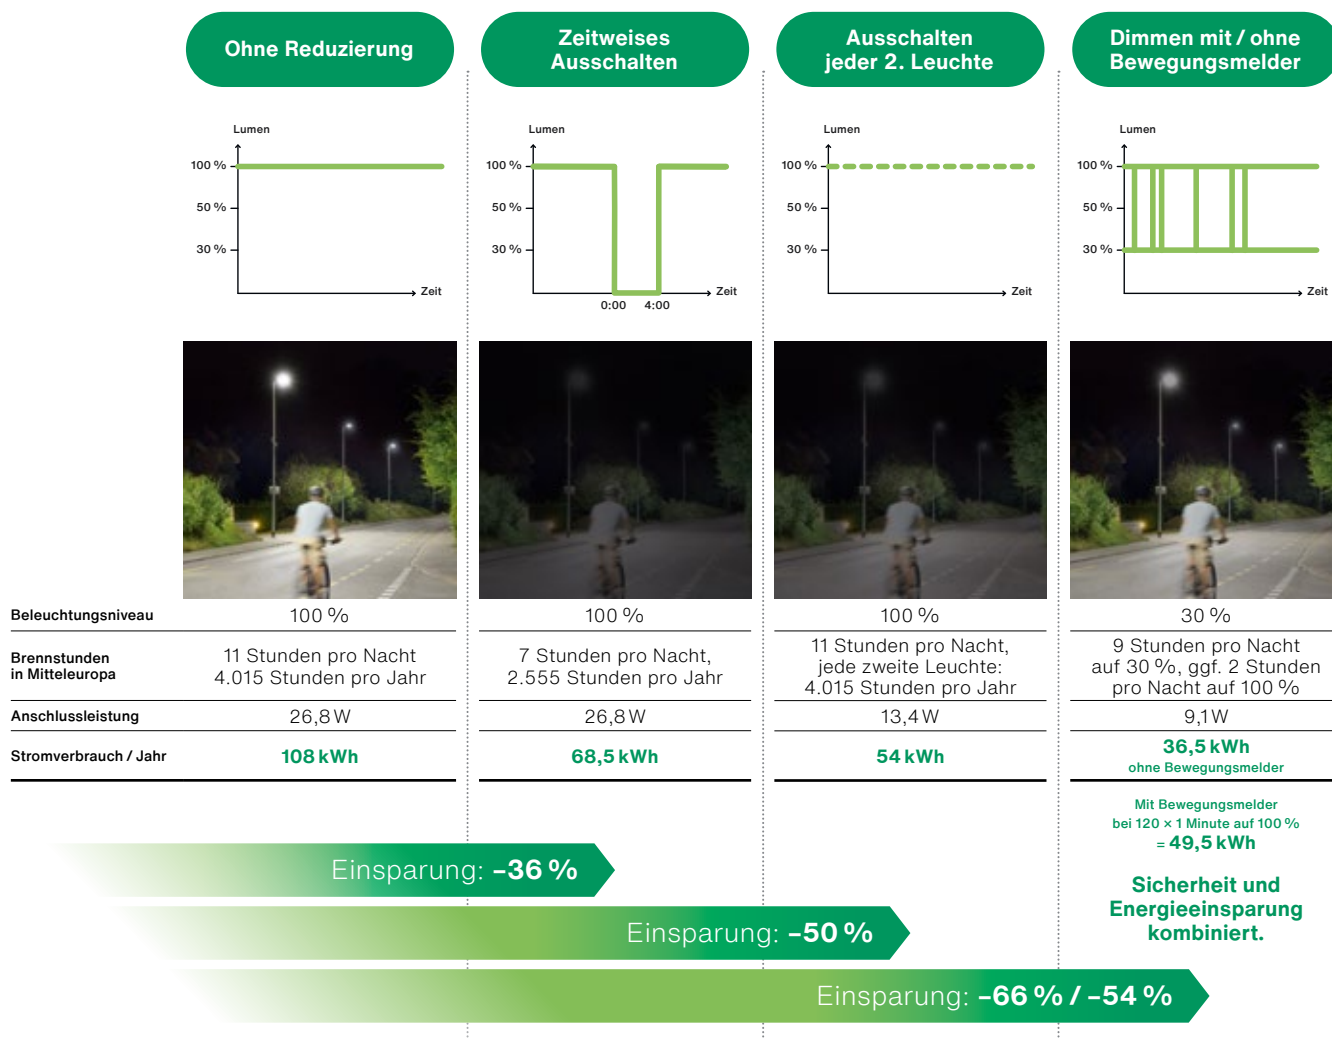 Ohne Reduzierung
Zeitweises
Ausschalten
Ausschalten
jeder 2. Leuchte
Dimmen mit / ohne
Bewegungsmelder
Lumen
100 %
50 %
30 %
Zeit
Lumen
100 %
50 %
30 %
0:00
4:00
Zeit
Lumen
100 %
50 %
30 %
Zeit
Lumen
100 %
50 %
30 %
Zeit
Beleuchtungsniveau
100 %
100 %
100 %
30 %
Brennstunden
in Mitteleuropa
11 Stunden pro Nacht
4.015 Stunden pro Jahr
7 Stunden pro Nacht,
2.555 Stunden pro Jahr
11 Stunden pro Nacht,
jede zweite Leuchte:
4.015 Stunden pro Jahr
9 Stunden pro Nacht
auf 30 %, ggf. 2 Stunden
pro Nacht auf 100 %
Anschlussleistung
26,8 W
26,8 W
13,4 W
9,1 W
Stromverbrauch / Jahr
108 kWh
68,5 kWh
54 kWh
36,5 kWh
ohne Bewegungsmelder
Mit Bewegungsmelder
bei 120 × 1 Minute auf 100 %
= 49,5 kWh
Sicherheit und
Energieeinsparung
kombiniert.
Einsparung: –36 %
Einsparung: –50 %
Einsparung: –66 % / –54 %